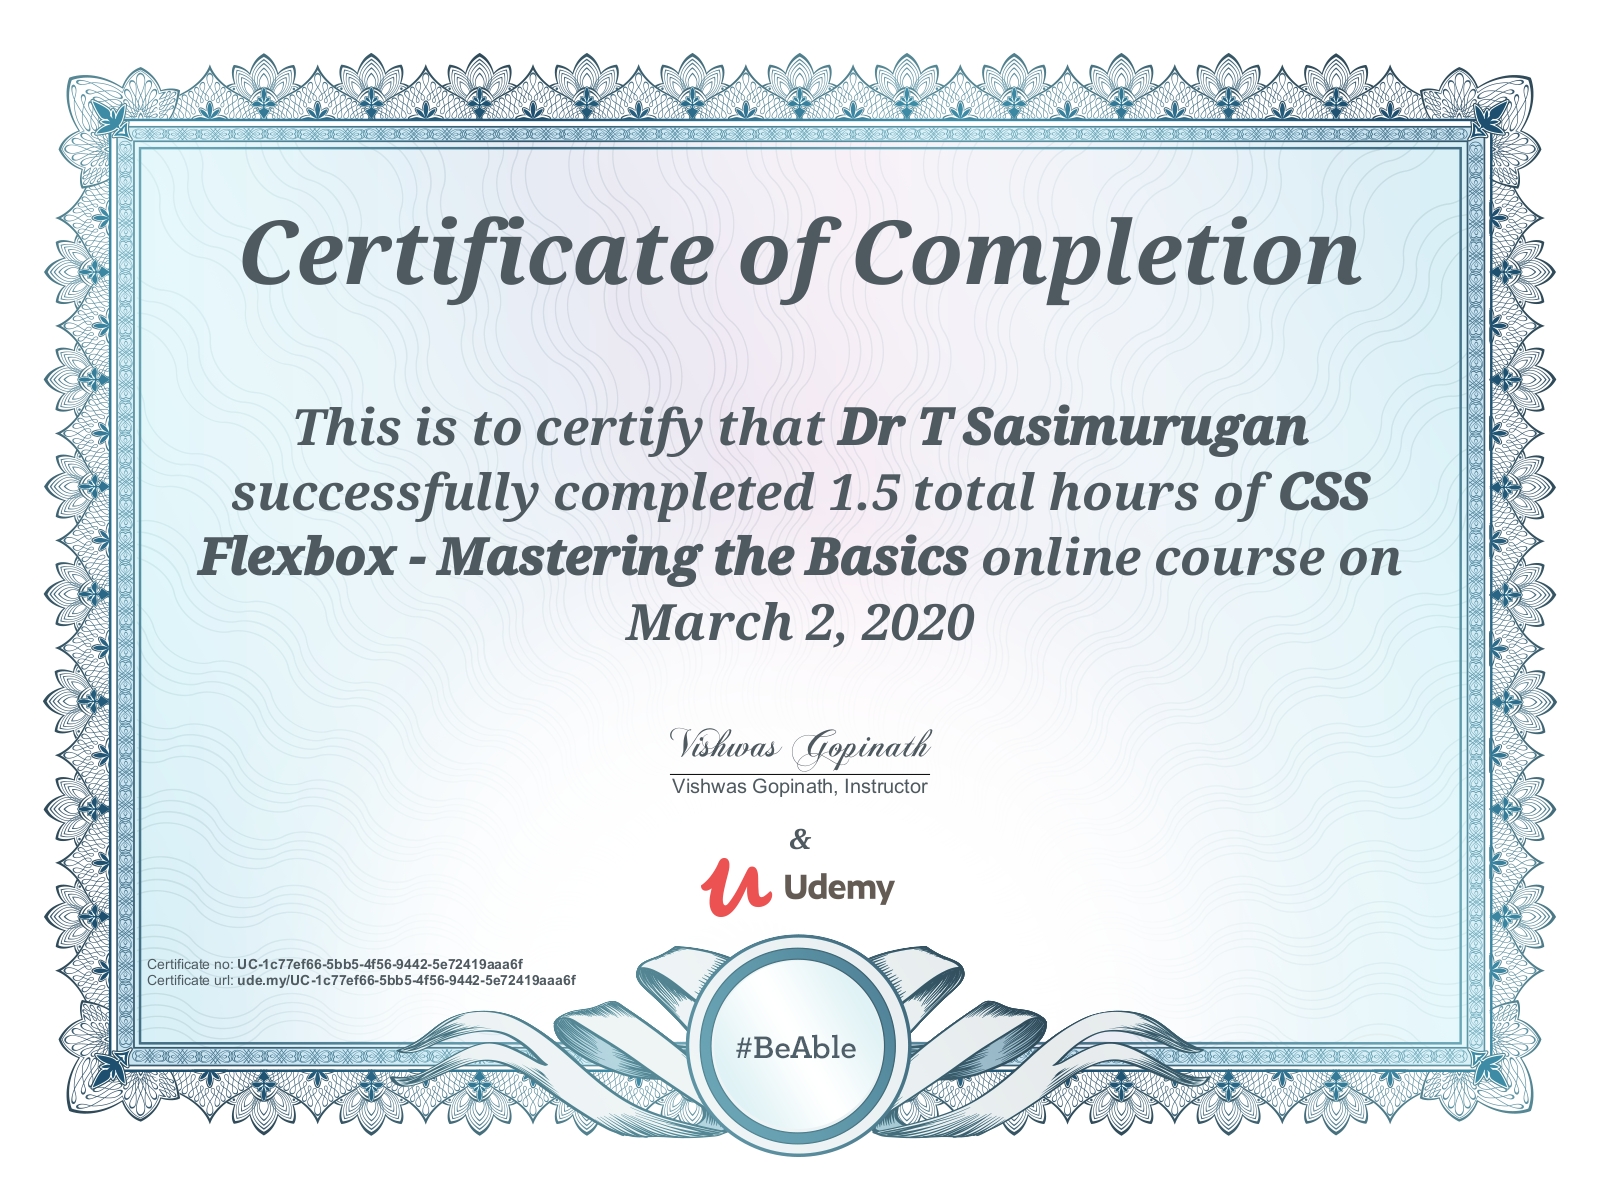 Certificate of Completion
This is to certify that Dr T Sasimurugan
successfully completed 1.5 total hours of CSS
Flexbox - Mastering the Basics online course on
March 2, 2020
Vishwas Gopinath
Vishwas Gopinath, Instructor
&
Udemy
Certificate no: UC-1c77ef66-5bb5-4f56-9442-5e72419aaa6f
Certificate url: ude.my/UC-1c77ef66-5bb5-4f56-9442-5e72419aaa6f
#BeAble